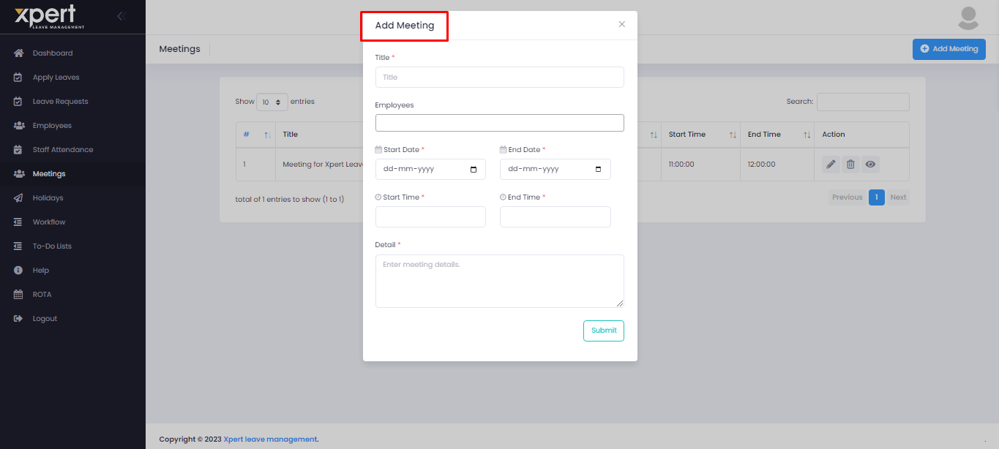 xpert
LEAVE MANAGEMENT
Dashboard
Apply Leaves
Leave Requests
Employees
Staff Attendance
Meetings
Holidays
Workflow
To-Do Lists
Help
ROTA
Logout
Meetings
Add Meeting
Show 10 entries
Search:
# Title Start Time End Time Action
1 Meeting for Xpert Leav 11:00:00 12:00:00
total of 1 entries to show (1 to 1)
Previous 1 Next
Add Meeting
Title *
Title
Employees
Start Date * End Date *
dd-mm-yyyy dd-mm-yyyy
Start Time * End Time *
Detail *
Enter meeting details.
Submit
Copyright © 2023 Xpert leave management.